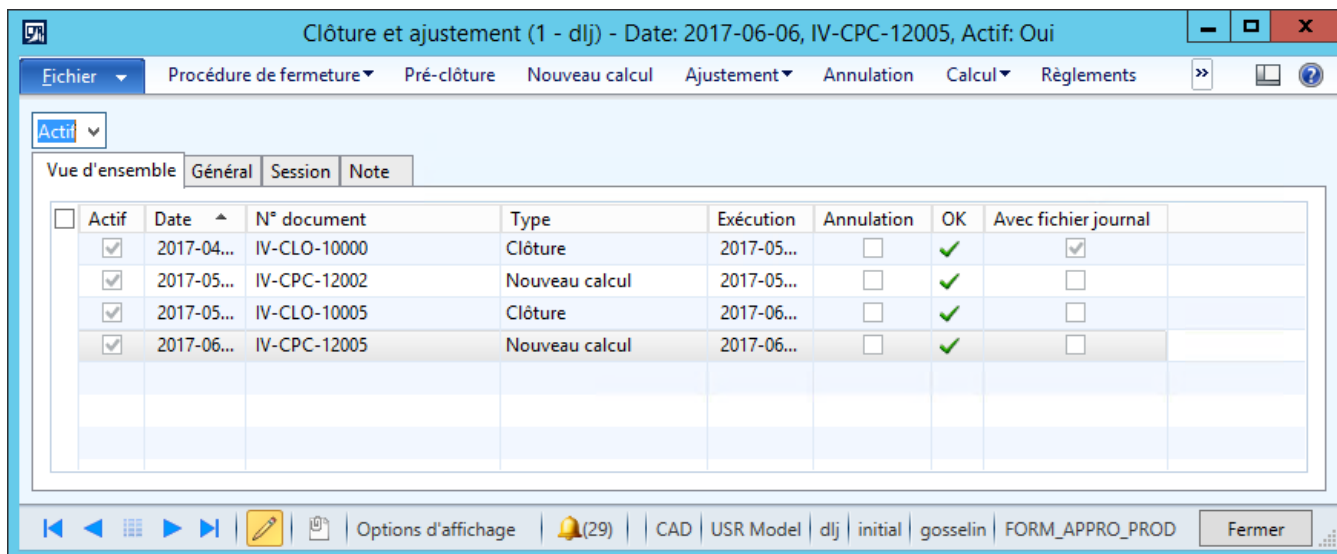 Clôture et ajustement (1 - dlj) - Date: 2017-06-06, IV-CPC-12005, Actif: Oui
Fichier Procédure de fermeture Pré-clôture Nouveau calcul Ajustement Annulation Calcul Règlements »
Actif
Vue d'ensemble Général Session Note
Actif Date N° document Type Exécution Annulation OK Avec fichier journal
2017-04... IV-CLO-10000 Clôture 2017-05...
2017-05... IV-CPC-12002 Nouveau calcul 2017-05...
2017-05... IV-CLO-10005 Clôture 2017-06...
2017-06... IV-CPC-12005 Nouveau calcul 2017-06...
Options d'affichage (29) CAD USR Model dlj initial gosselin FORM_APPRO_PROD Fermer